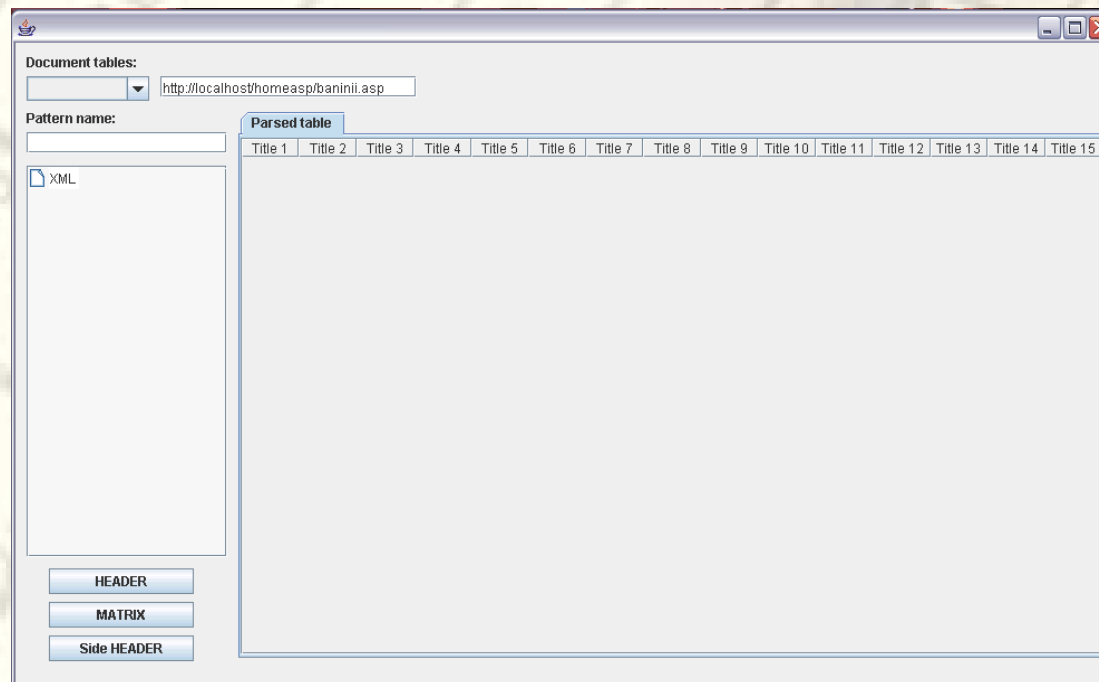 Document tables:
http://localhost/homeasp/baninii.asp
Pattern name:
Parsed table
Title 1 Title 2 Title 3 Title 4 Title 5 Title 6 Title 7 Title 8 Title 9 Title 10 Title 11 Title 12 Title 13 Title 14 Title 15
XML
HEADER
MATRIX
Side HEADER